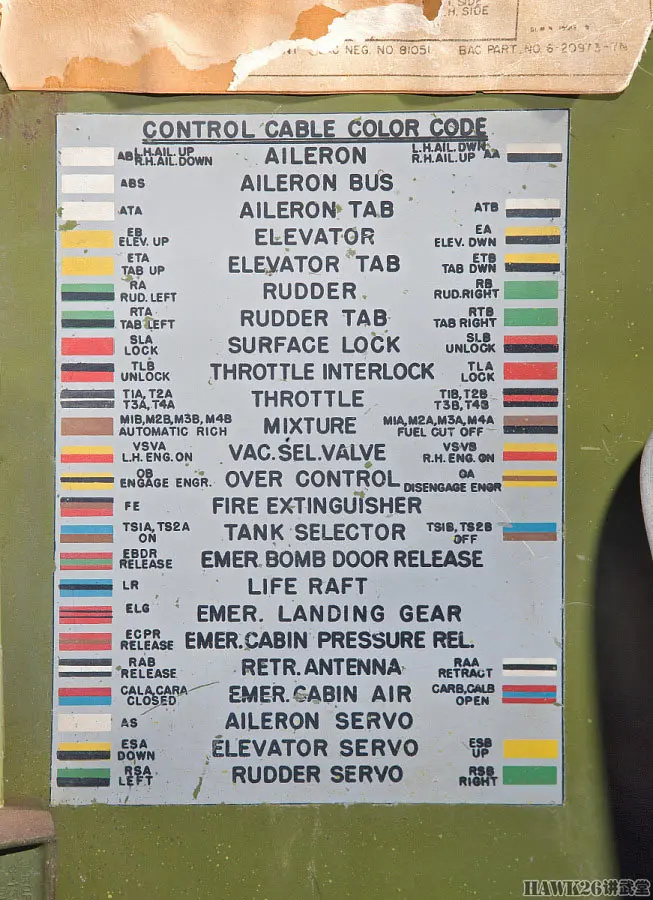 H. SIDE
NEG. NO 81051 BAC PART NO 6-20973-7
CONTROL CABLE COLOR CODE
AB L.H.AIL.UP R.H.AIL.DOWN AILERON L.H.AIL.DWN R.H.AIL.UP AA
ABS AILERON BUS
ATA AILERON TAB ATB
EB ELEV. UP ELEVATOR EA ELEV. DWN
ETA TAB UP ELEVATOR TAB ETB TAB DWN
RA RUD. LEFT RUDDER RB RUD.RIGHT
RTA TAB LEFT RUDDER TAB RTB TAB RIGHT
SLA LOCK SURFACE LOCK SLB UNLOCK
TLB UNLOCK THROTTLE INTERLOCK TLA LOCK
T1A, T2A T3A, T4A THROTTLE T1B, T2B T3B, T4B
M1B, M2B, M3B, M4B AUTOMATIC RICH MIXTURE M1A, M2A, M3A, M4A FUEL CUT OFF
VSVA L.H. ENG. ON VAC.SEL.VALVE VSVB R.H. ENG. ON
OB ENGAGE ENGR. OVER CONTROL OA DISENGAGE ENGR
FE FIRE EXTINGUISHER
TS1A, TS2A ON TANK SELECTOR TS1B, TS2B OFF
EBDR RELEASE EMER. BOMB DOOR RELEASE
LR LIFE RAFT
ELG EMER. LANDING GEAR
ECPR RELEASE EMER. CABIN PRESSURE REL.
RAB RELEASE RETR. ANTENNA RAA RETRACT
CALA, CARA CLOSED EMER. CABIN AIR CARB, CALB OPEN
AS AILERON SERVO
ESA DOWN ELEVATOR SERVO ESB UP
RSA LEFT RUDDER SERVO RSB RIGHT
HAWK26讲武堂